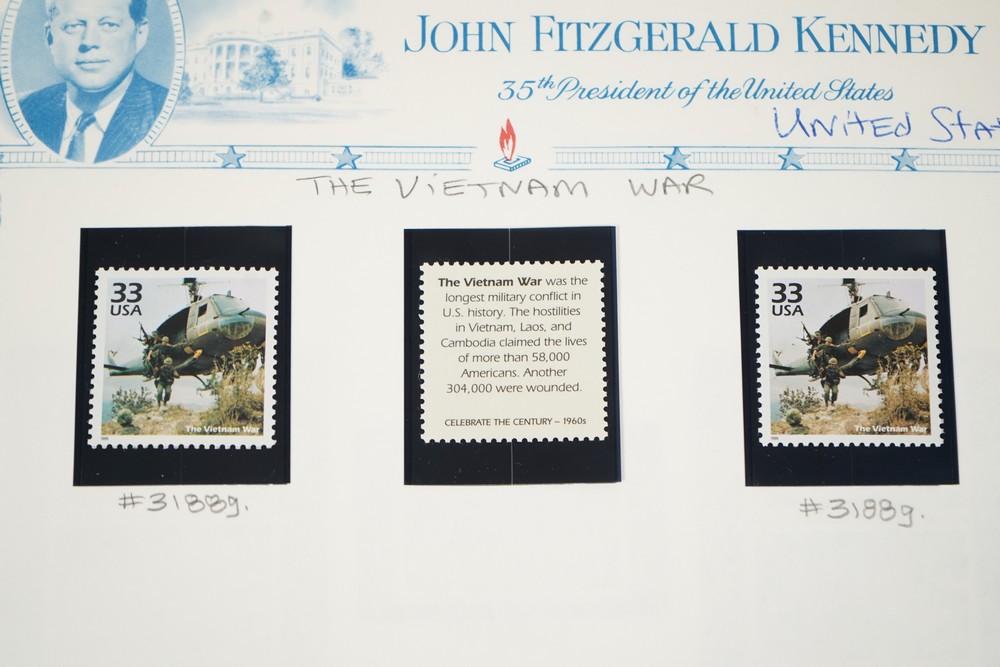 JOHN FITZGERALD KENNEDY
35th President of the United States
UNITED STA
THE VIETNAM WAR
33
USA
The Vietnam War
The Vietnam War was the
longest military conflict in
U.S. history. The hostilities
in Vietnam, Laos, and
Cambodia claimed the lives
of more than 58,000
Americans. Another
304,000 were wounded.
CELEBRATE THE CENTURY – 1960s
33
USA
The Vietnam War
#3188g.
#3188g.